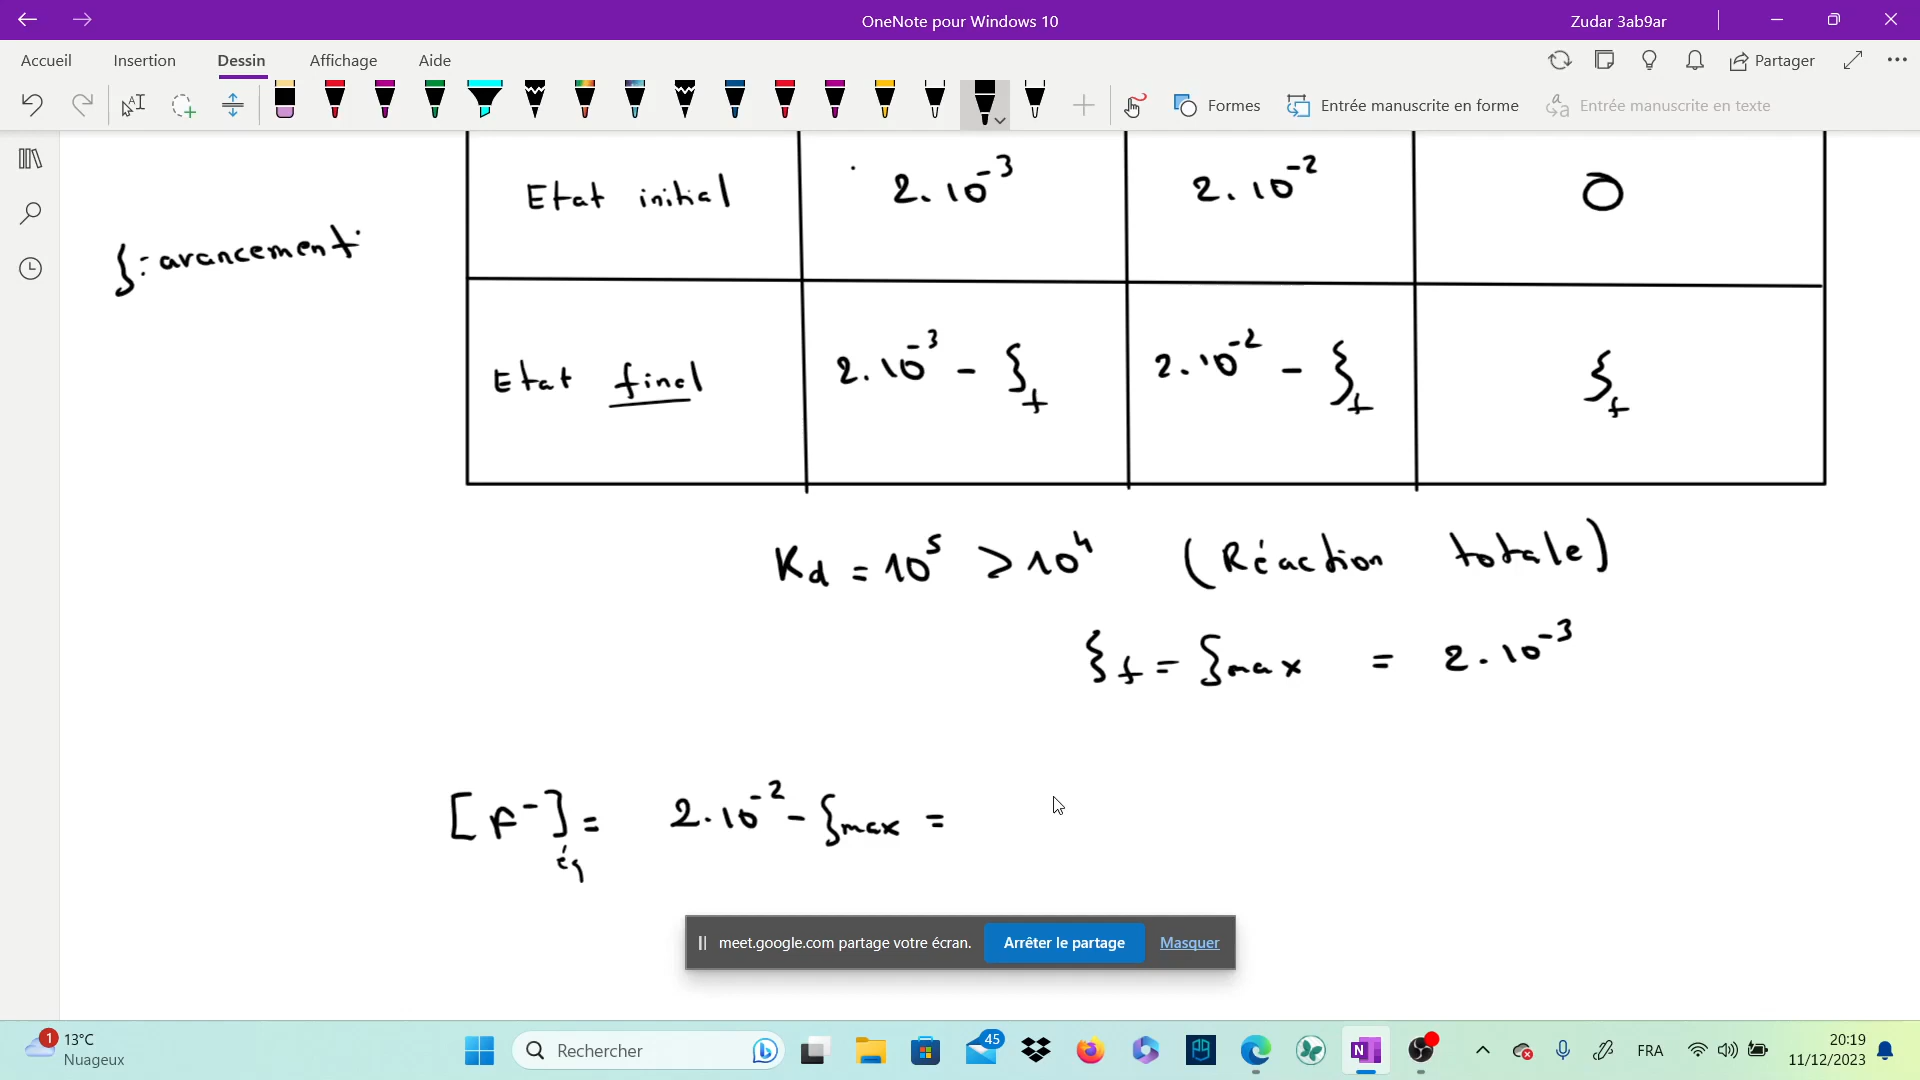 OneNote pour Windows 10
Zudar 3ab9ar
Accueil Insertion Dessin Affichage Aide
Partager
Formes Entrée manuscrite en forme Entrée manuscrite en texte
Etat initial 2.10⁻³ 2.10⁻² 0
ξ: avancement
Etat final 2.10⁻³ - ξf 2.10⁻² - ξf ξf
Kd = 10⁵ > 10⁴ (Réaction totale)
ξf = ξmax = 2.10⁻³
[F⁻]éq = 2.10⁻² - ξmax =
meet.google.com partage votre écran. Arrêter le partage Masquer
1 13°C
Nuageux
Rechercher
45
FRA
20:19
11/12/2023